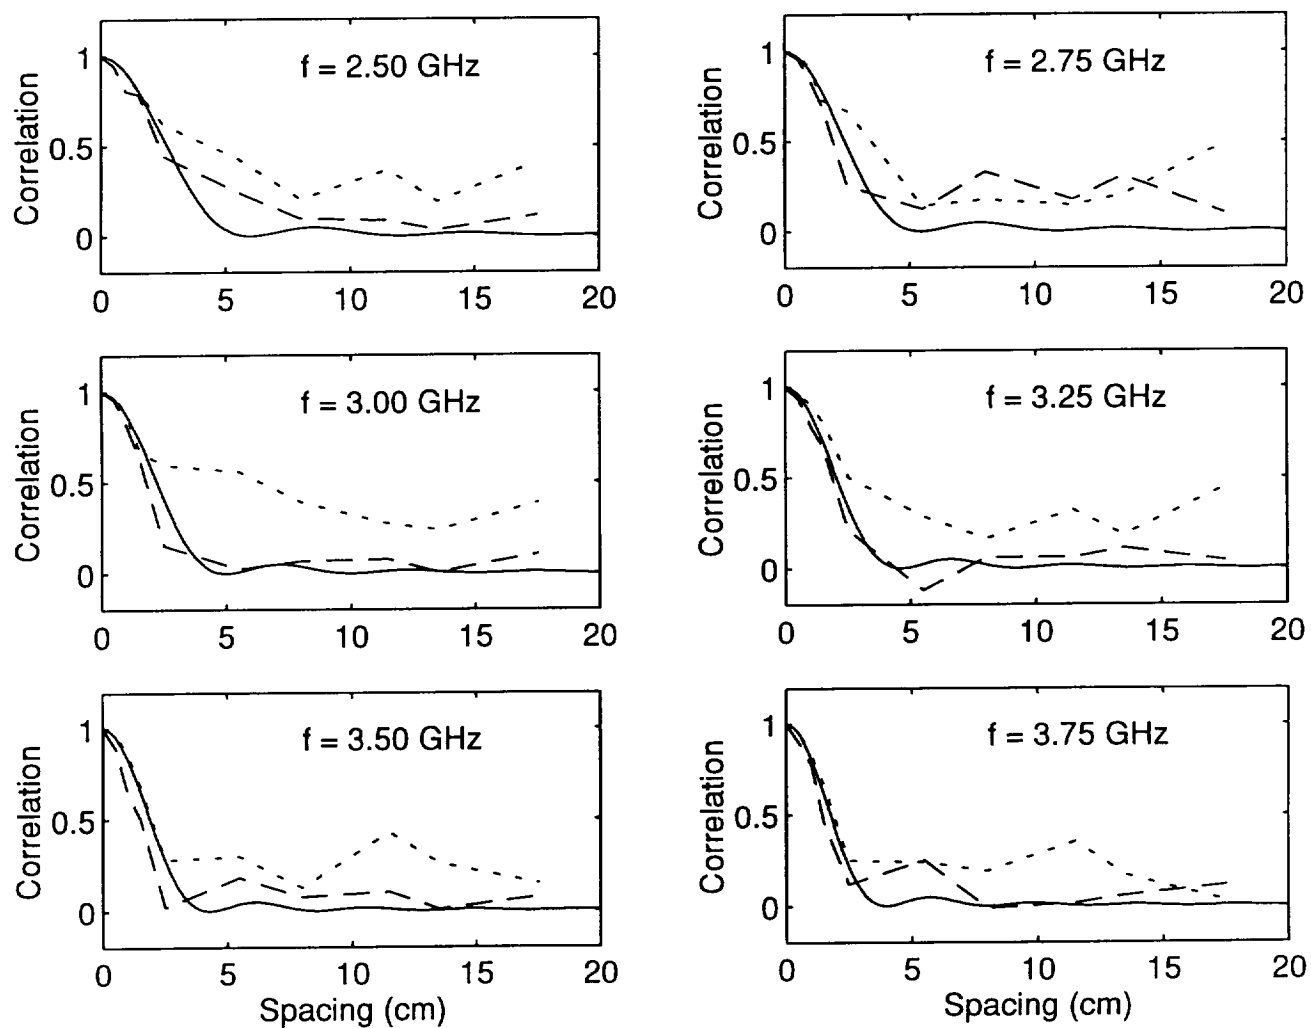 f = 2.50 GHz
Correlation
1
0.5
0
0 5 10 15 20
f = 2.75 GHz
Correlation
1
0.5
0
0 5 10 15 20
f = 3.00 GHz
Correlation
1
0.5
0
0 5 10 15 20
f = 3.25 GHz
Correlation
1
0.5
0
0 5 10 15 20
f = 3.50 GHz
Correlation
1
0.5
0
0 5 10 15 20
Spacing (cm)
f = 3.75 GHz
Correlation
1
0.5
0
0 5 10 15 20
Spacing (cm)